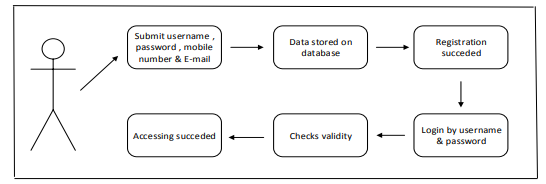 Submit username ,
password , mobile
number & E-mail
Data stored on
database
Registration
succeded
Login by username
& password
Checks validity
Accessing succeded